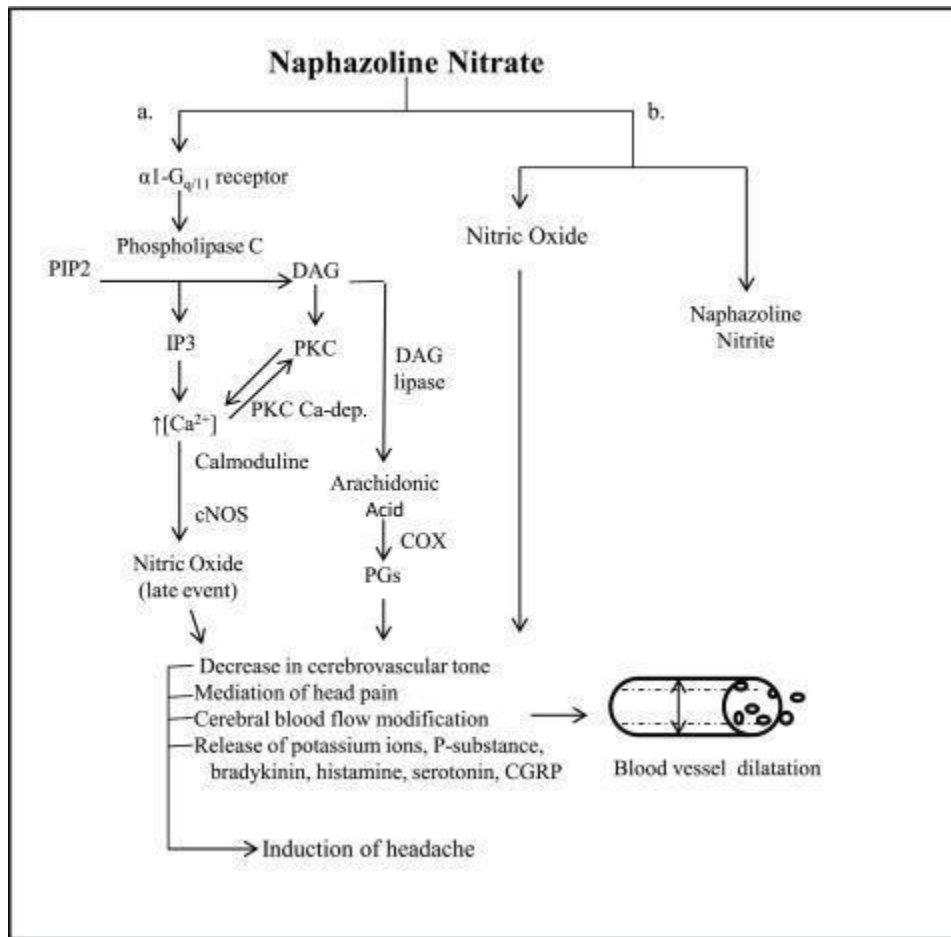 Naphazoline Nitrate
a.
b.
α1-Gq/11 receptor
Nitric Oxide
Phospholipase C
PIP2
DAG
Naphazoline
Nitrite
IP3
PKC
DAG
lipase
PKC Ca-dep.
↑[Ca²⁺]
Calmoduline
Arachidonic
Acid
cNOS
COX
Nitric Oxide
(late event)
PGs
Decrease in cerebrovascular tone
Mediation of head pain
Cerebral blood flow modification
Release of potassium ions, P-substance,
bradykinin, histamine, serotonin, CGRP
Blood vessel dilatation
Induction of headache